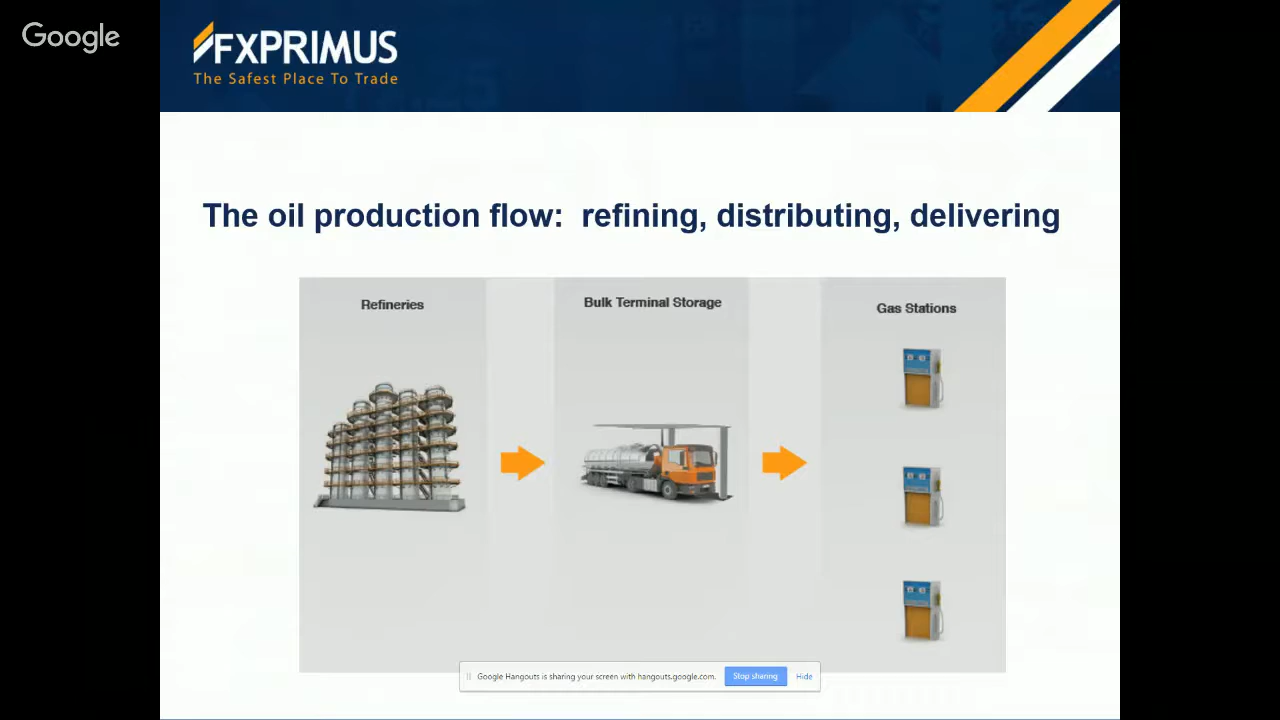 Google
FXPRIMUS
The Safest Place To Trade
The oil production flow:  refining, distributing, delivering
Refineries
Bulk Terminal Storage
Gas Stations
Google Hangouts is sharing your screen with hangouts.google.com.
Stop sharing
Hide